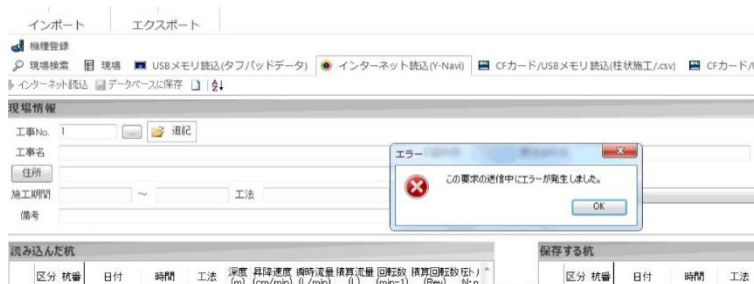 インポート エクスポート
機種登録
現場検索 現場 USBメモリ読込(タフパッドデータ) インターネット読込(Y-Navi) CFカード/USBメモリ読込(柱状施工/.csv) CFカード/
インターネット読込 データベースに保存
現場情報
工事No. 1 ... 追記
工事名
住所
施工期間 ~ 工法
備考
エラー
この要求の送信中にエラーが発生しました。
OK
読み込んだ杭 保存する杭
区分 杭番 日付 時間 工法 深度(m) 昇降速度(cm/min) 瞬時流量(L/min) 積算流量(L) 回転数(min-1) 積算回転数(Rev) 区分 杭番 日付 時間 工法